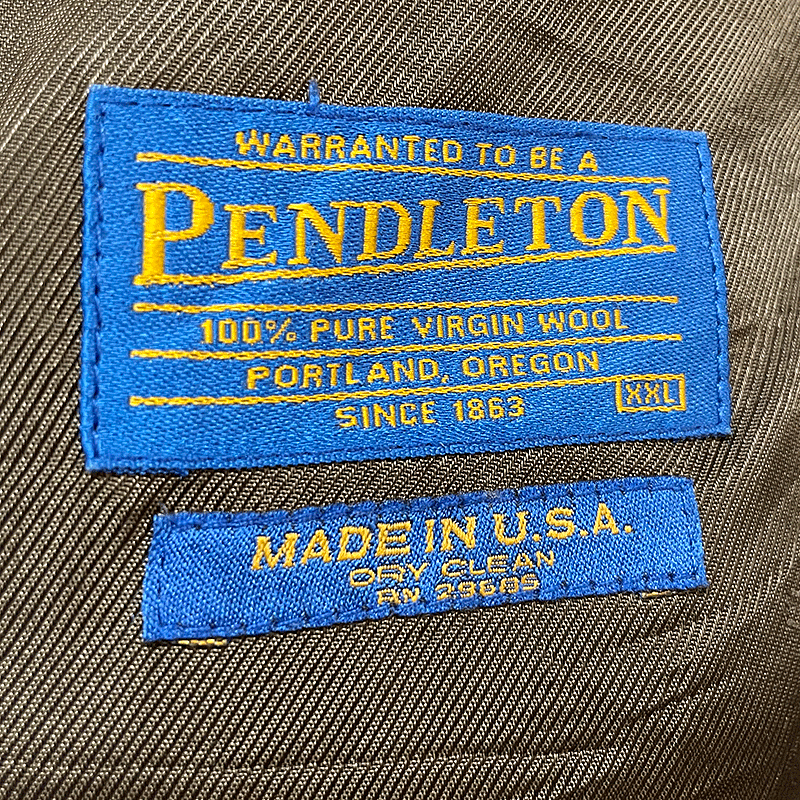 WARRANTED TO BE A
PENDLETON
100% PURE VIRGIN WOOL
PORTLAND, OREGON
SINCE 1863
XXL
MADE IN U.S.A.
DRY CLEAN
RN 29685